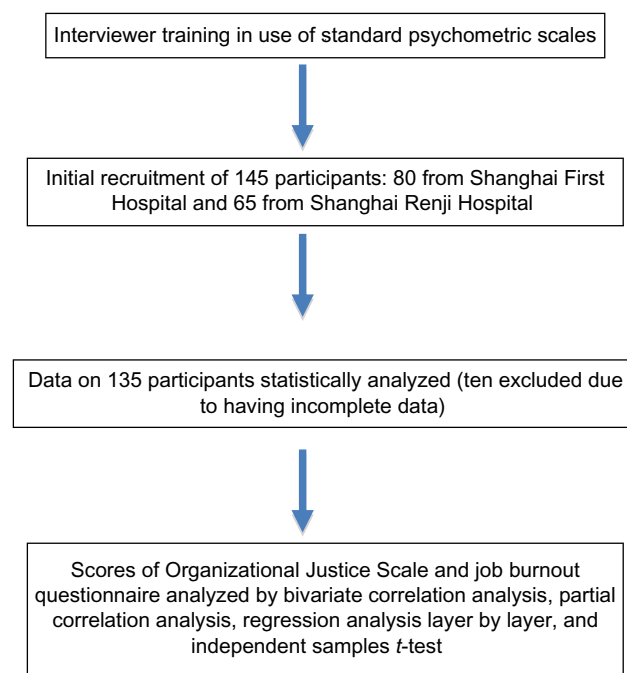 Interviewer training in use of standard psychometric scales
Initial recruitment of 145 participants: 80 from Shanghai First
Hospital and 65 from Shanghai Renji Hospital
Data on 135 participants statistically analyzed (ten excluded due
to having incomplete data)
Scores of Organizational Justice Scale and job burnout
questionnaire analyzed by bivariate correlation analysis, partial
correlation analysis, regression analysis layer by layer, and
independent samples t-test